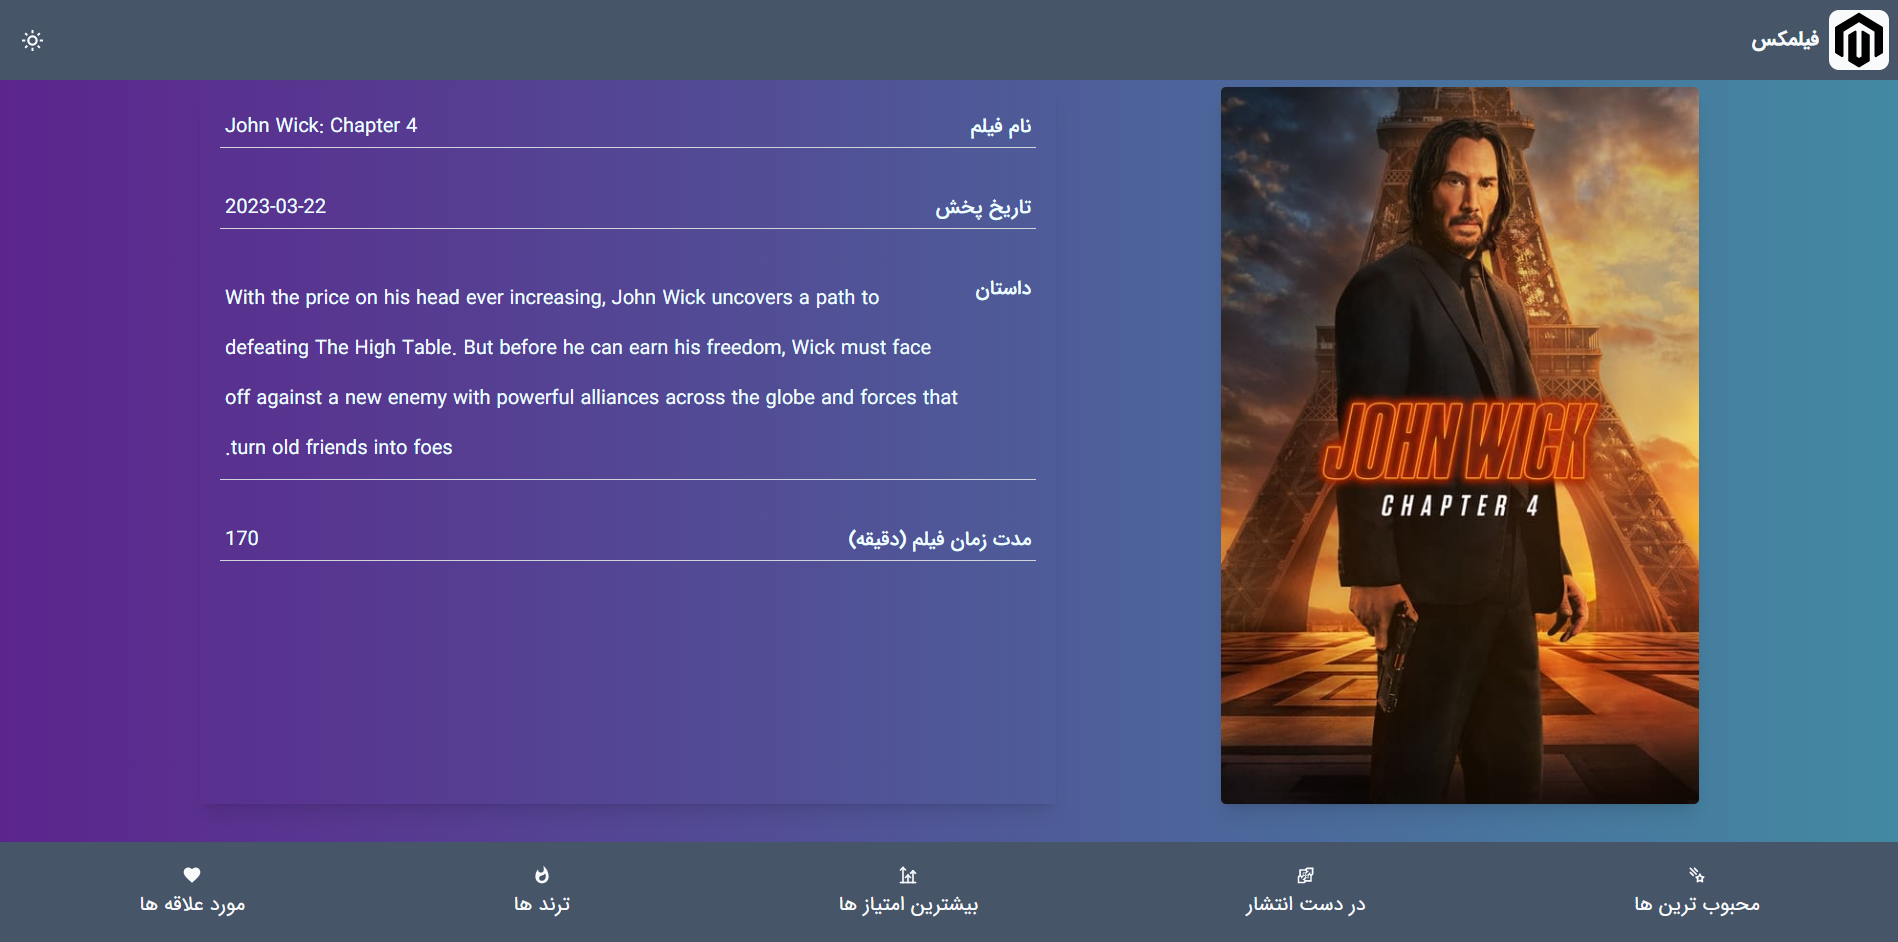 فیلمکس
نام فیلم
John Wick: Chapter 4
تاریخ پخش
2023-03-22
داستان
With the price on his head ever increasing, John Wick uncovers a path to
defeating The High Table. But before he can earn his freedom, Wick must face
off against a new enemy with powerful alliances across the globe and forces that
.turn old friends into foes
مدت زمان فیلم (دقیقه)
170
JOHN WICK
CHAPTER 4
محبوب ترین ها
در دست انتشار
بیشترین امتیاز ها
ترند ها
مورد علاقه ها